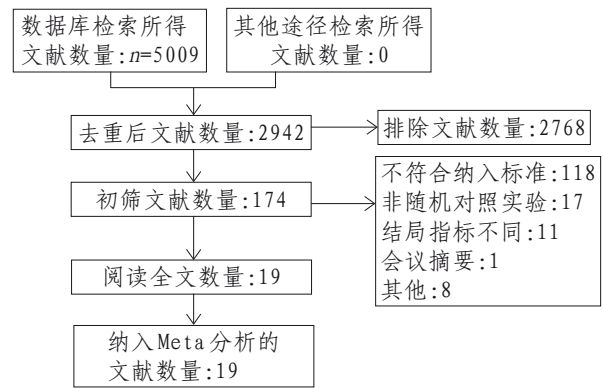 数据库检索所得
文献数量:n=5009
其他途径检索所得
文献数量:0
去重后文献数量:2942
排除文献数量:2768
初筛文献数量:174
不符合纳入标准:118
非随机对照实验:17
结局指标不同:11
会议摘要:1
其他:8
阅读全文数量:19
纳入Meta分析的
文献数量:19